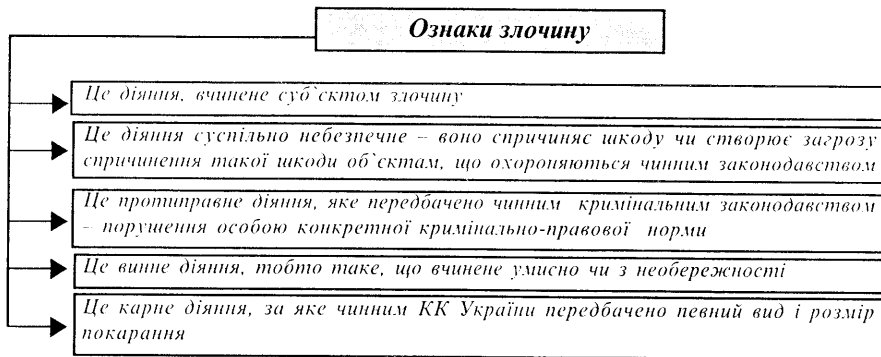 Ознаки злочину
Це діяння, вчинене суб`єктом злочину
Це діяння суспільно небезпечне – воно спричиняє шкоду чи створює загрозу
спричинення такої шкоди об`єктам, що охороняються чинним законодавством
Це протиправне діяння, яке передбачено чинним кримінальним законодавством
– порушення особою конкретної кримінально-правової норми
Це винне діяння, тобто таке, що вчинене умисно чи з необережності
Це карне діяння, за яке чинним КК України передбачено певний вид і розмір
покарання